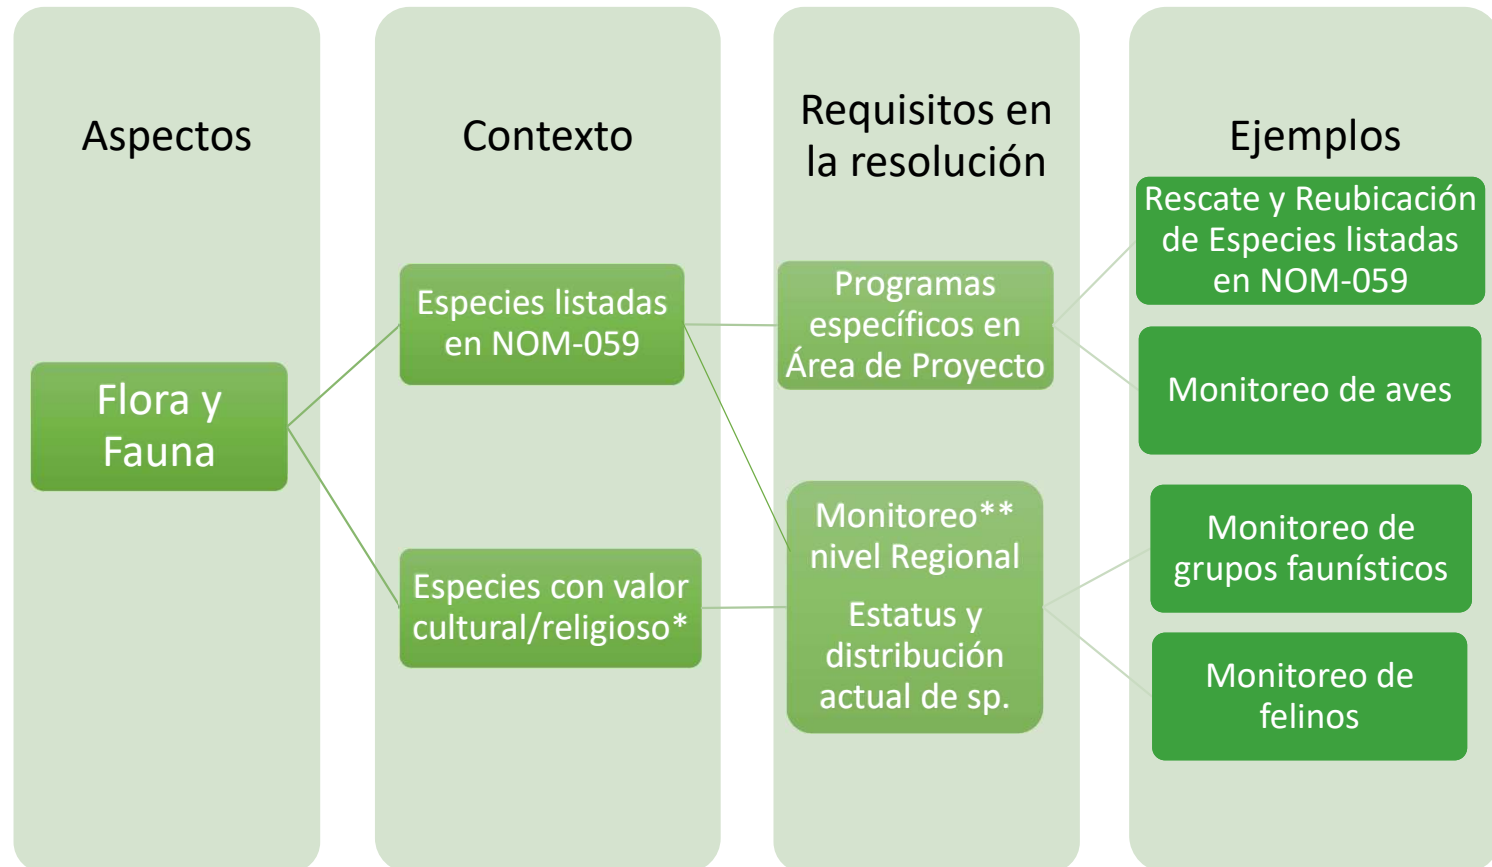 Aspectos
Flora y
Fauna
Contexto
Especies listadas
en NOM-059
Especies con valor
cultural/religioso*
Requisitos en
la resolución
Programas
específicos en
Área de Proyecto
Monitoreo**
nivel Regional
Estatus y
distribución
actual de sp.
Ejemplos
Rescate y Reubicación
de Especies listadas
en NOM-059
Monitoreo de aves
Monitoreo de
grupos faunísticos
Monitoreo de
felinos